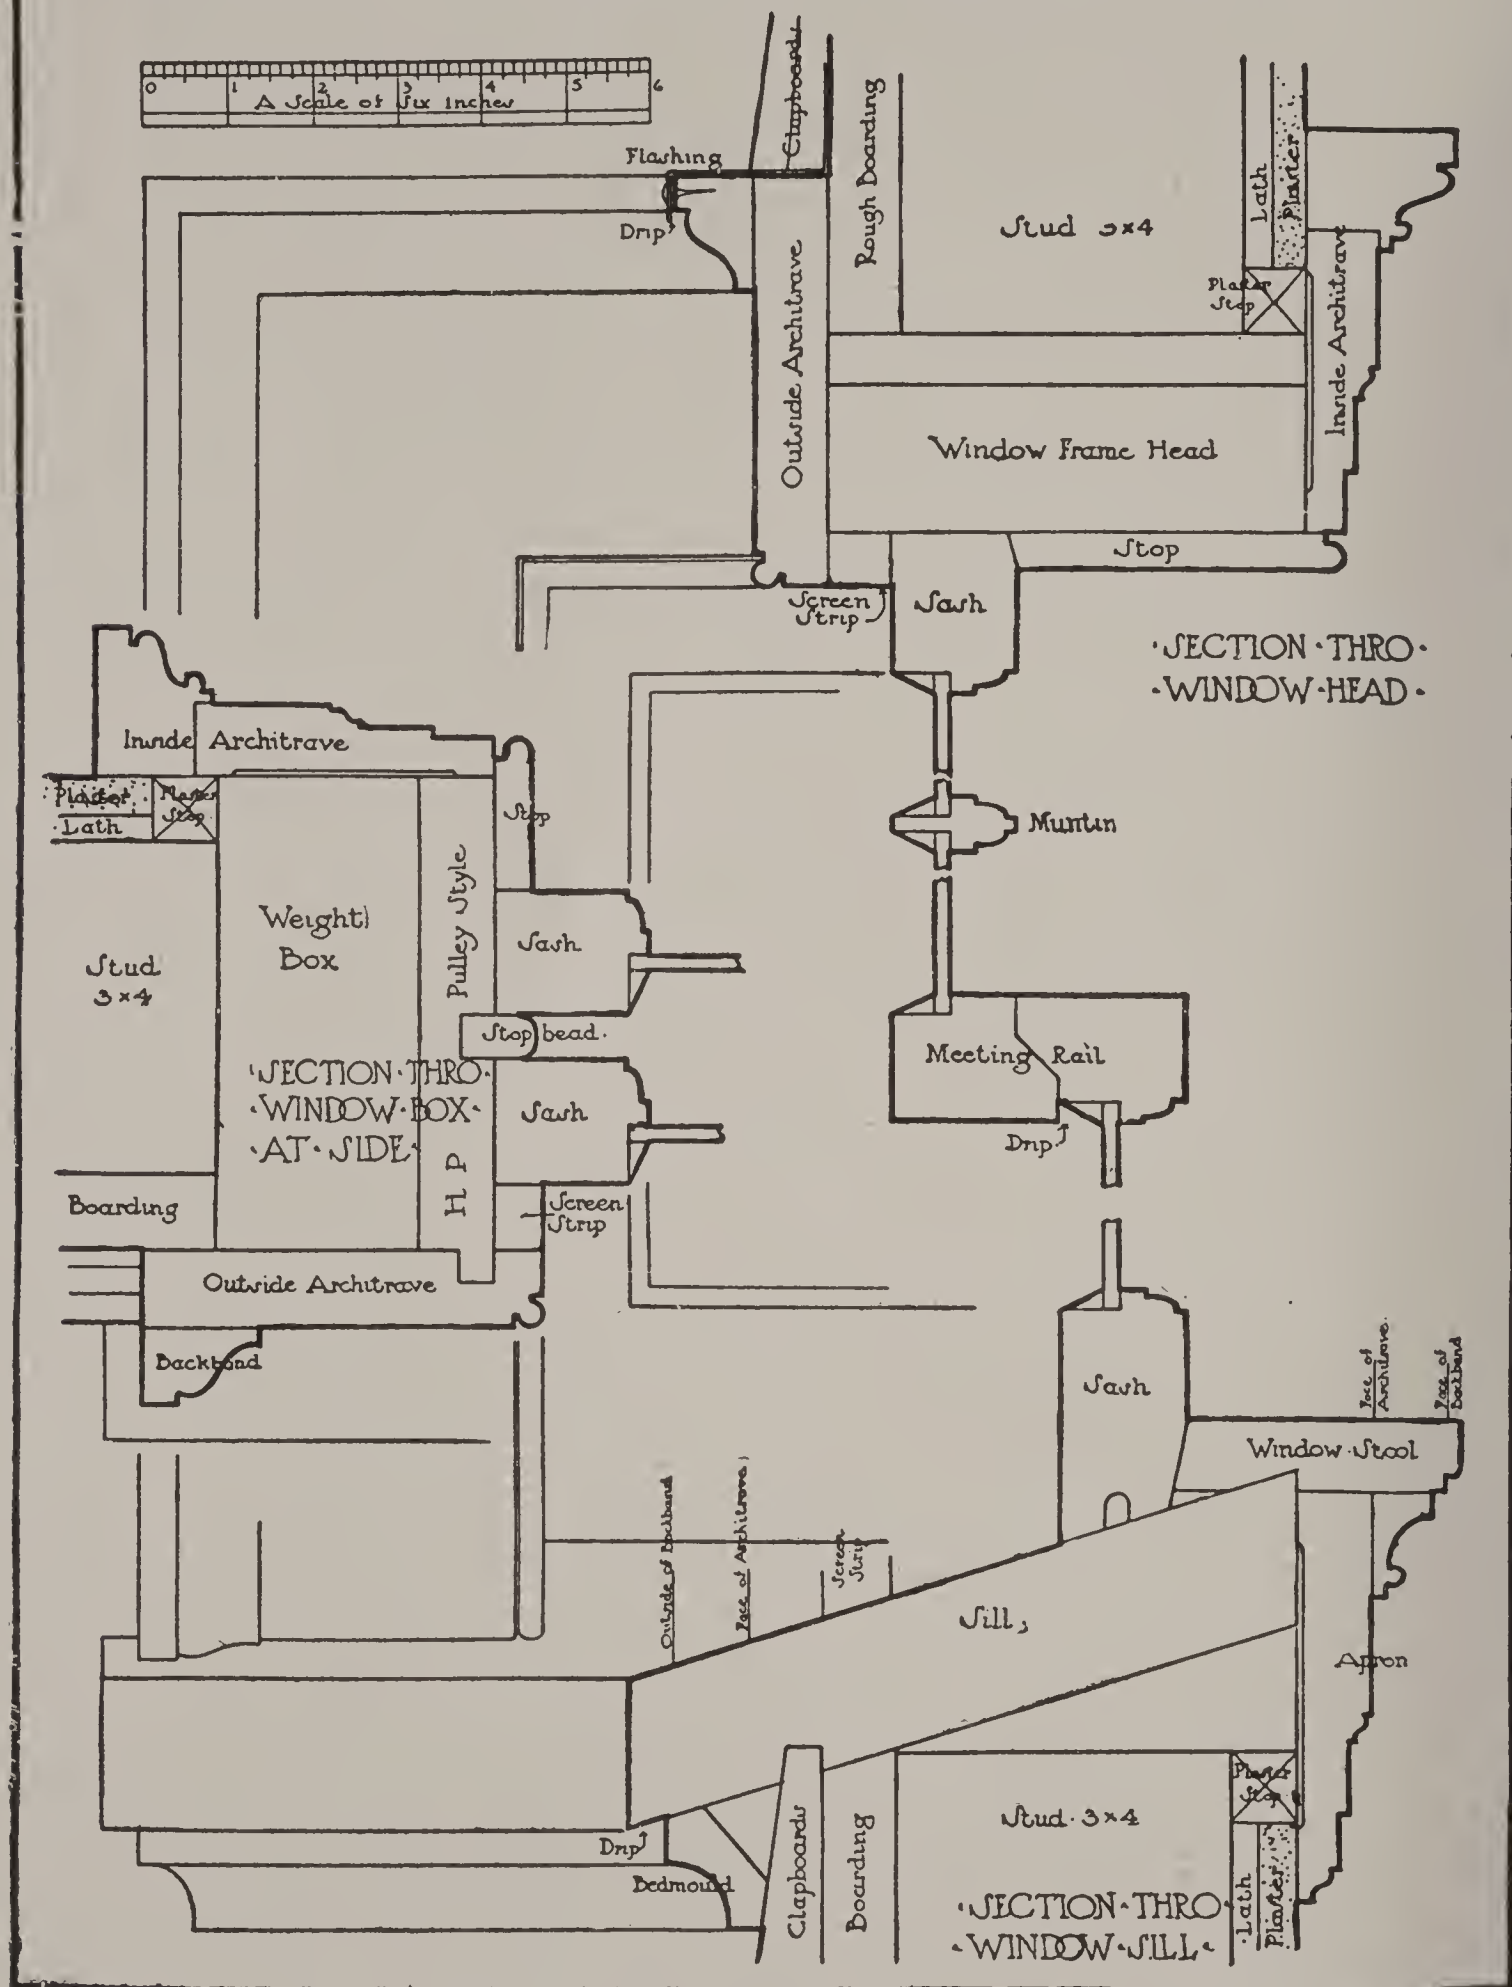 0 1 2 3 4 5 6
A Scale of Six Inches
Clapboards
Flashing
Drip
Rough Boarding
Stud 3×4
Lath
Plaster
Plaster
Stop
Outside Architrave
Inside Architrave
Window Frame Head
Stop
Screen
Strip
Sash
·SECTION·THRO·
·WINDOW·HEAD·
Inside Architrave
Plaster
Lath
Plaster
Stop
Stop
Muntin
Weight
Box
Pulley Style
Sash
Stud
3×4
Stop bead.
Meeting Rail
·SECTION·THRO·
·WINDOW·BOX·
·AT·SIDE·
Sash
Drip
H P
Boarding
Screen
Strip
Outside Architrave
Backband
Sash
Face of
Architrave.
Face of
Backband
Window·Stool
Outside of Backband
Face of Architrave
Screen
Strip
Sill
Apron
Plaster
Stop
Stud·3×4
Drip
Bedmould
Clapboards
Boarding
Lath
Plaster
·SECTION·THRO·
·WINDOW·SILL·